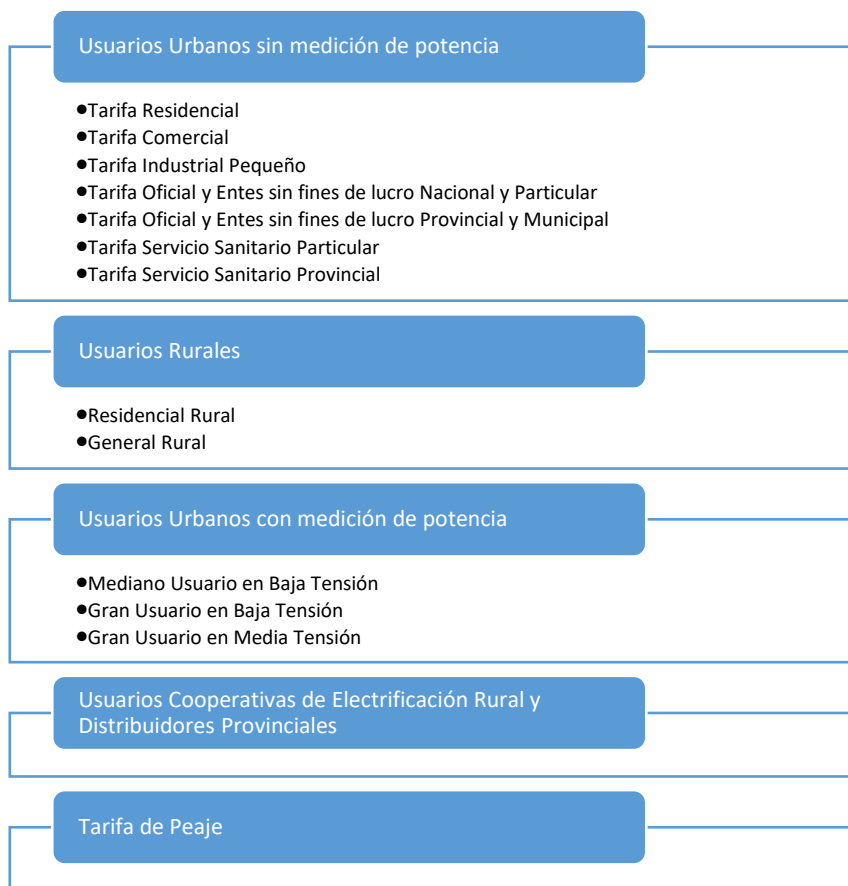 Usuarios Urbanos sin medición de potencia
●Tarifa Residencial
●Tarifa Comercial
●Tarifa Industrial Pequeño
●Tarifa Oficial y Entes sin fines de lucro Nacional y Particular
●Tarifa Oficial y Entes sin fines de lucro Provincial y Municipal
●Tarifa Servicio Sanitario Particular
●Tarifa Servicio Sanitario Provincial
Usuarios Rurales
●Residencial Rural
●General Rural
Usuarios Urbanos con medición de potencia
●Mediano Usuario en Baja Tensión
●Gran Usuario en Baja Tensión
●Gran Usuario en Media Tensión
Usuarios Cooperativas de Electrificación Rural y
Distribuidores Provinciales
Tarifa de Peaje